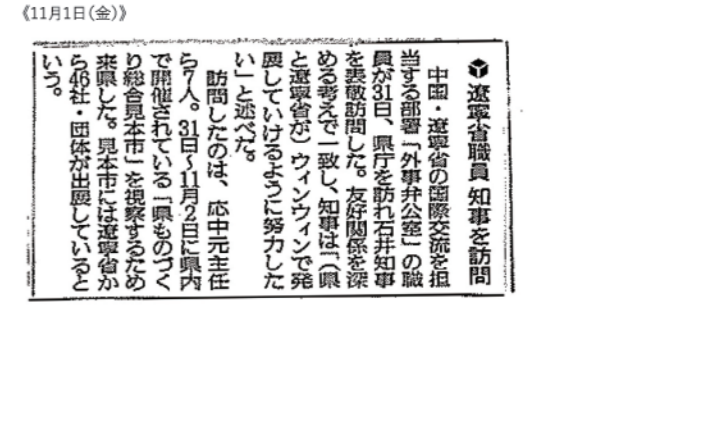 《11月1日(金)》
遼寧省職員 知事を訪問
中国・遼寧省の国際交流を担
当する部署「外事弁公室」の職
員が31日、県庁を訪れ石井知事
を表敬訪問した。友好関係を深
める考えで一致し、知事は「(県
と遼寧省が)ウィンウィンで発
展していけるように努力した
い」と述べた。
訪問したのは、応中元主任
ら7人。31日〜11月2日に県内
で開催されている「県ものづく
り総合見本市」を視察するため
来県した。見本市には遼寧省か
ら46社・団体が出展していると
いう。